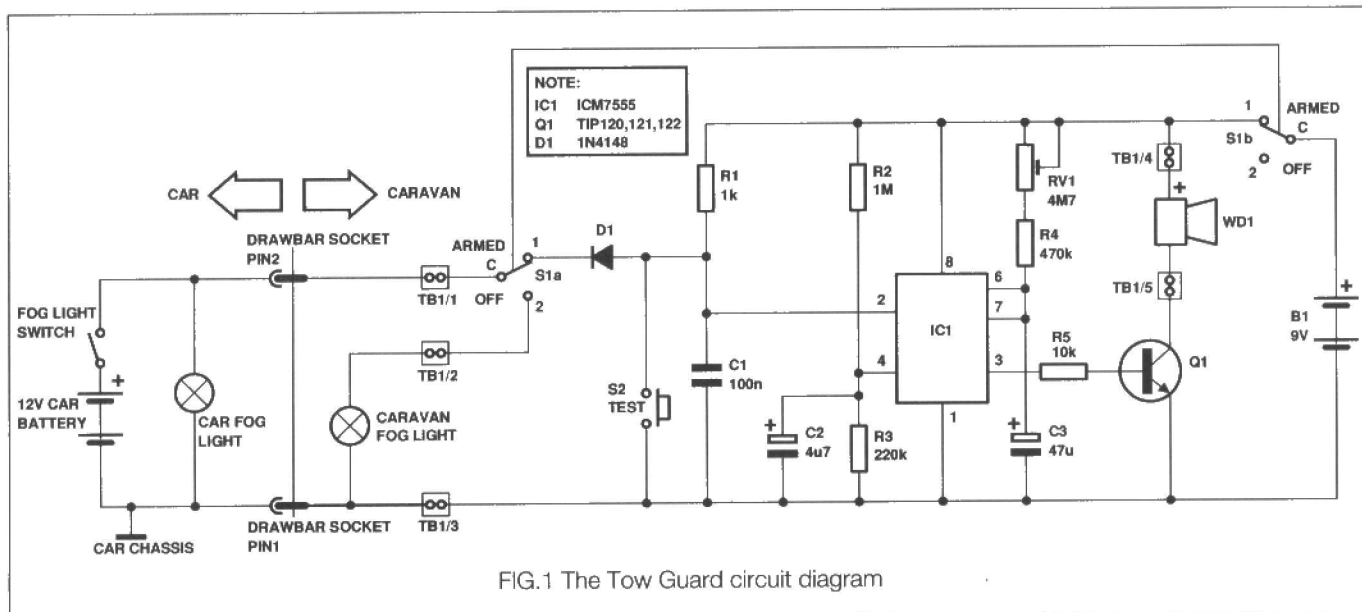 NOTE:
IC1 ICM7555
Q1 TIP120,121,122
D1 1N4148
1
ARMED
C
S1b
2
OFF
TB1/4
+
WD1
TB1/5
R1
1k
R2
1M
RV1
4M7
R4
470k
CAR
CARAVAN
DRAWBAR SOCKET
PIN2
ARMED
1
C
S1a
OFF
2
D1
TB1/1
8
6
2
7
IC1
4
3
1
R5
10k
Q1
+
B1
9V
FOG LIGHT
SWITCH
+
12V CAR
BATTERY
CAR FOG
LIGHT
TB1/2
CARAVAN
FOG LIGHT
S2
TEST
C1
100n
+
C2
4u7
R3
220k
+
C3
47u
DRAWBAR SOCKET
PIN1
TB1/3
CAR CHASSIS
FIG.1 The Tow Guard circuit diagram